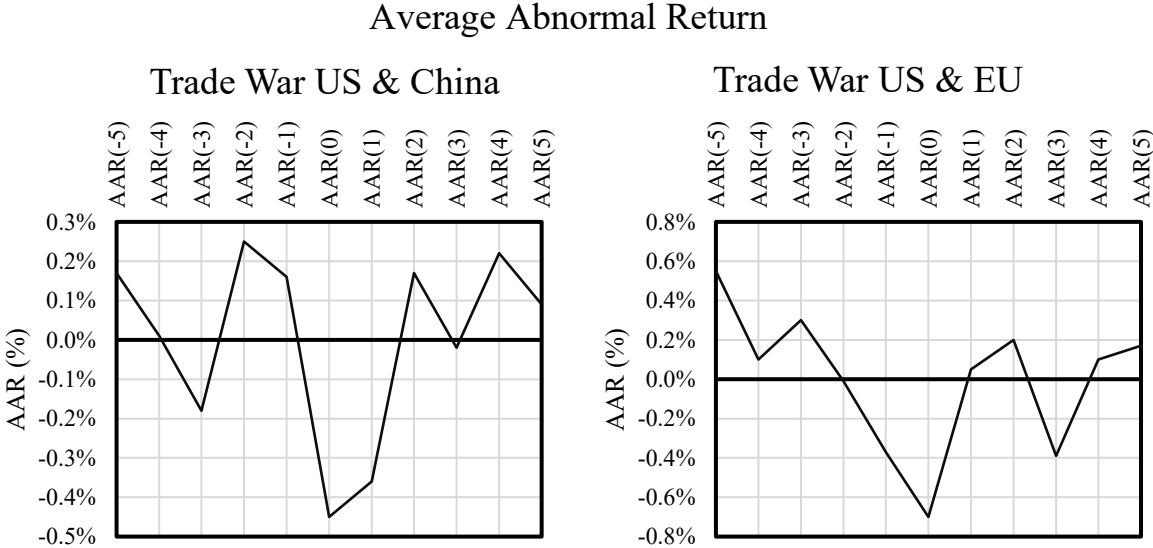 Average Abnormal Return
Trade War US & China
AAR(-5)
AAR(-4)
AAR(-3)
AAR(-2)
AAR(-1)
AAR(0)
AAR(1)
AAR(2)
AAR(3)
AAR(4)
AAR(5)
0.3%
0.2%
0.1%
0.0%
-0.1%
-0.2%
-0.3%
-0.4%
-0.5%
AAR (%)
Trade War US & EU
AAR(-5)
AAR(-4)
AAR(-3)
AAR(-2)
AAR(-1)
AAR(0)
AAR(1)
AAR(2)
AAR(3)
AAR(4)
AAR(5)
0.8%
0.6%
0.4%
0.2%
0.0%
-0.2%
-0.4%
-0.6%
-0.8%
AAR (%)